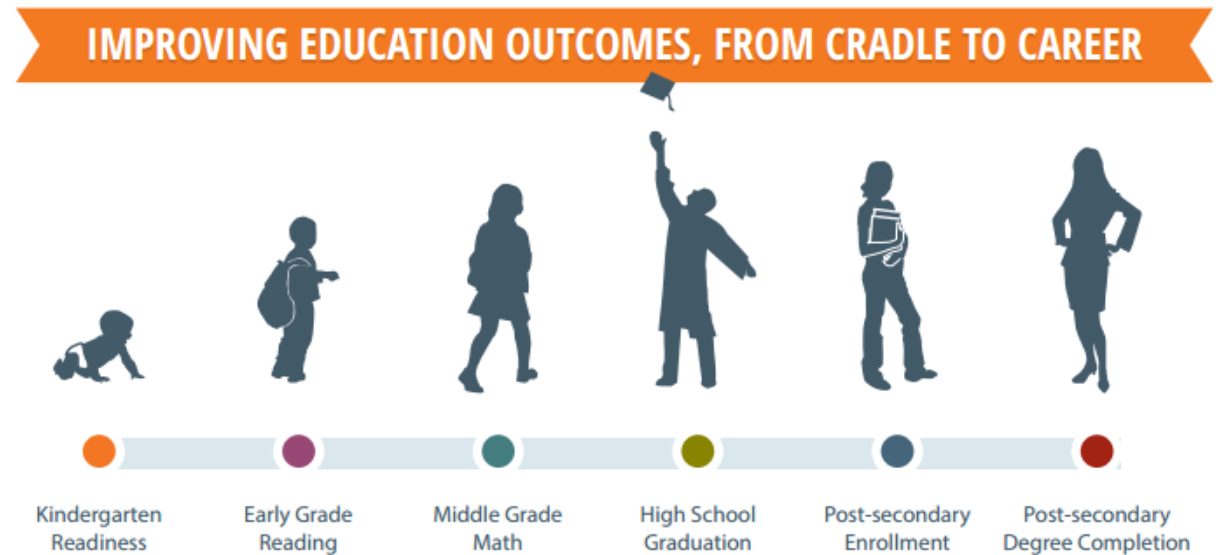 IMPROVING EDUCATION OUTCOMES, FROM CRADLE TO CAREER
Kindergarten
Readiness
Early Grade
Reading
Middle Grade
Math
High School
Graduation
Post-secondary
Enrollment
Post-secondary
Degree Completion